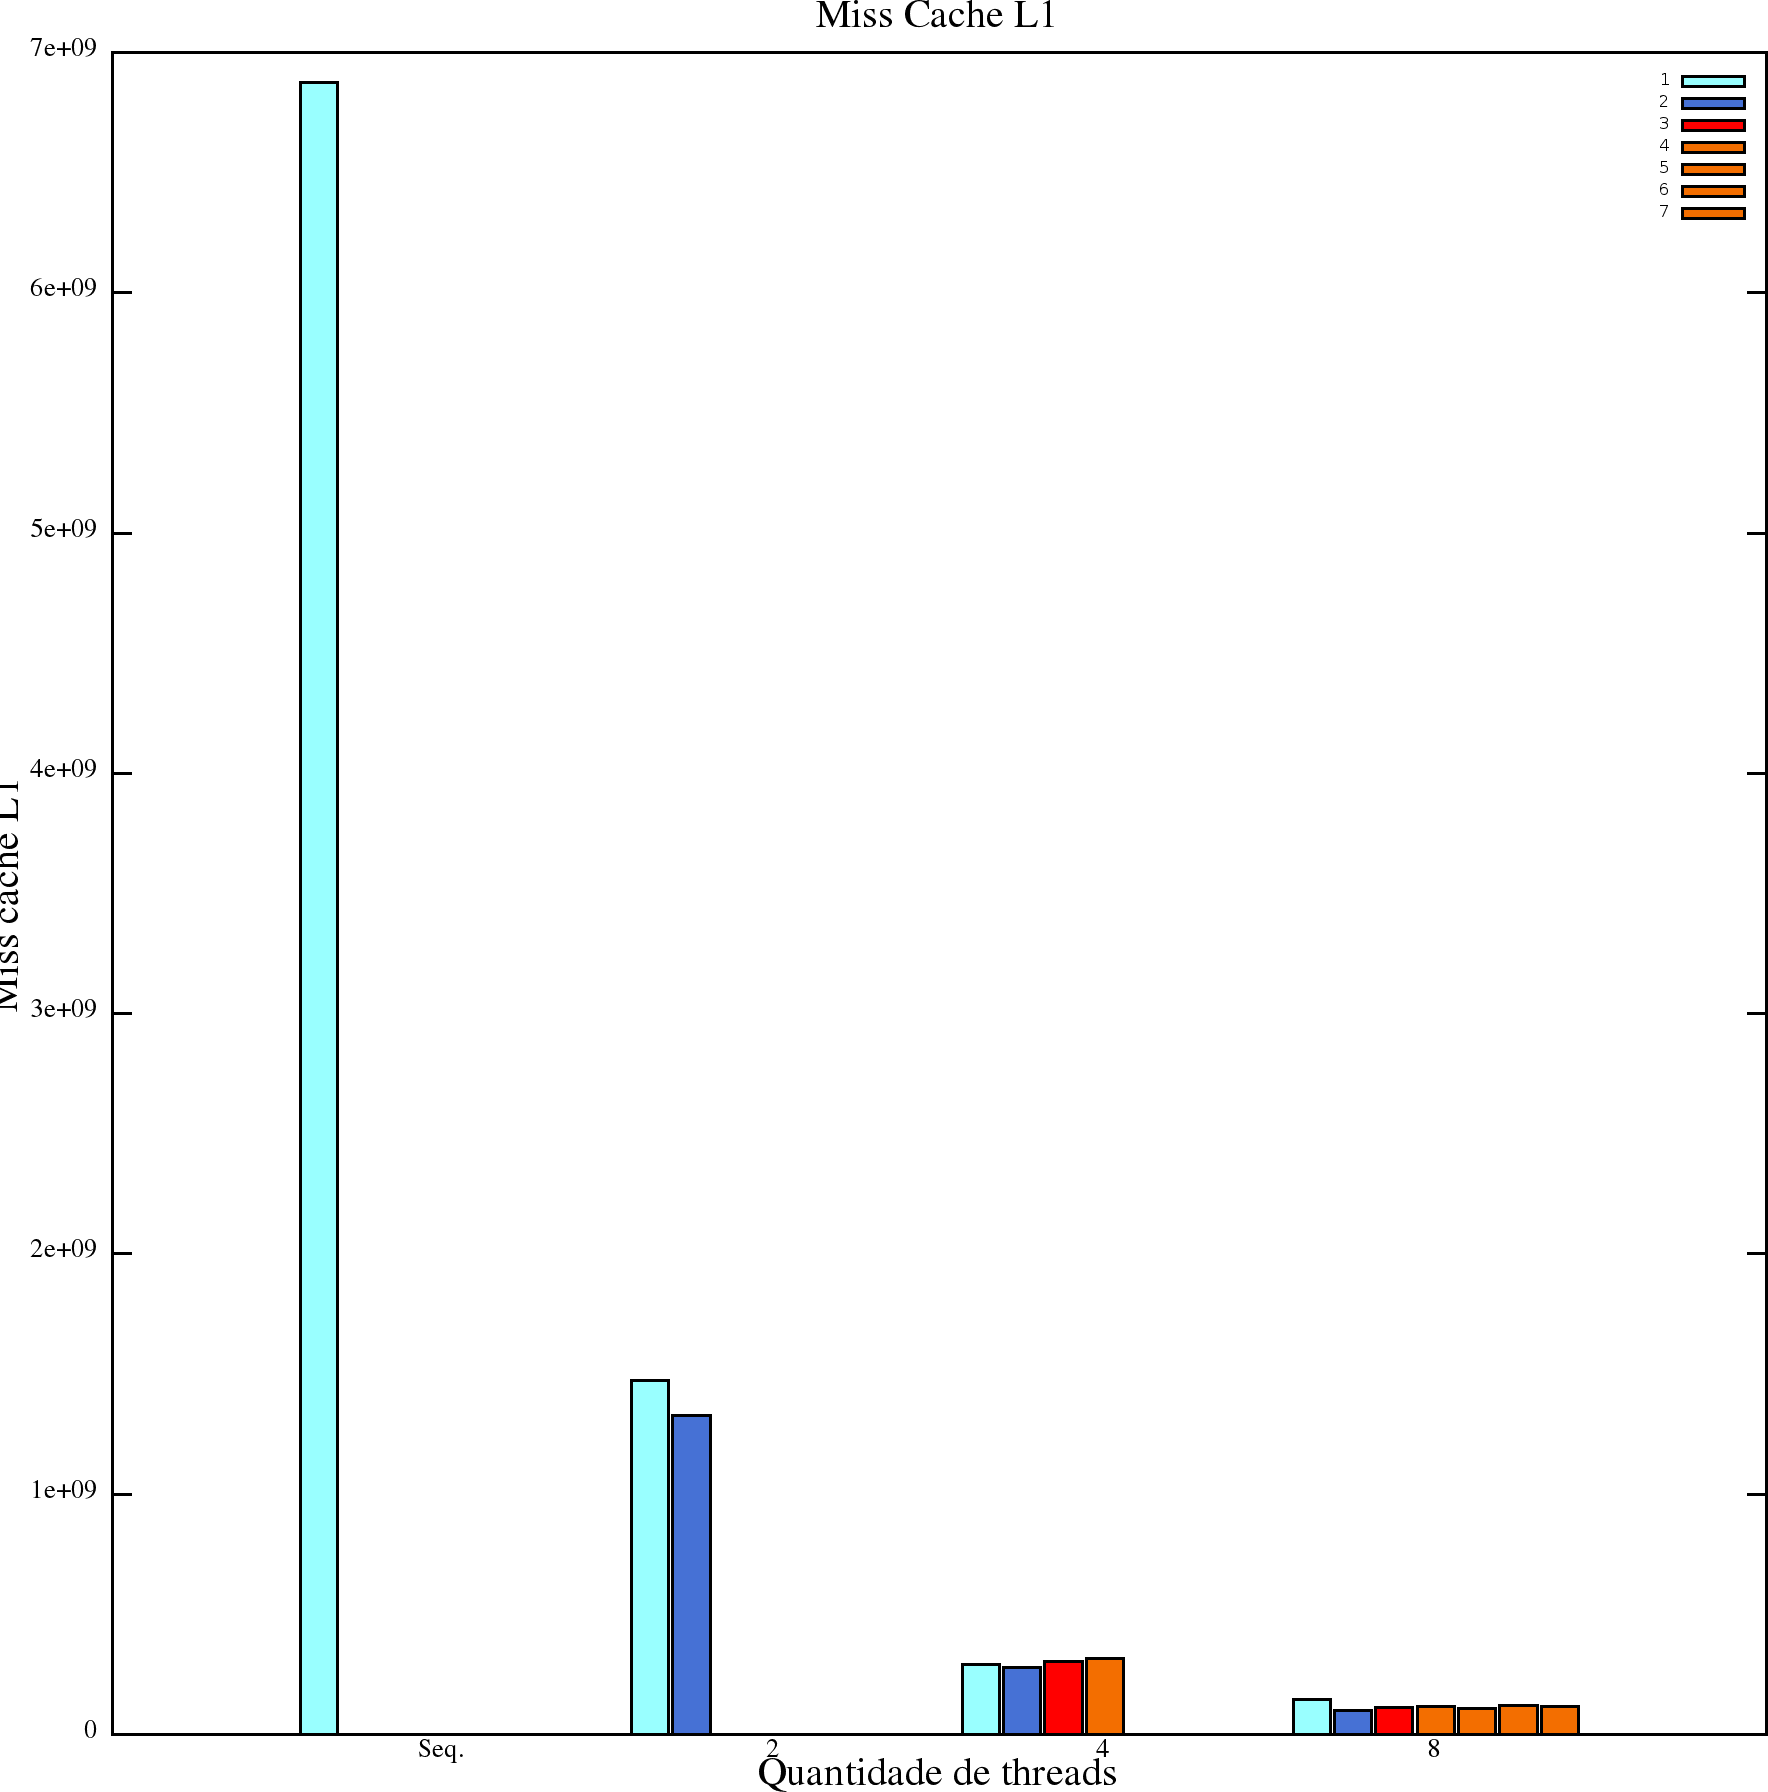 Miss Cache L1
7e+09
6e+09
5e+09
4e+09
3e+09
2e+09
1e+09
0
Miss cache L1
1
2
3
4
5
6
7
Seq.
2
4
8
Quantidade de threads